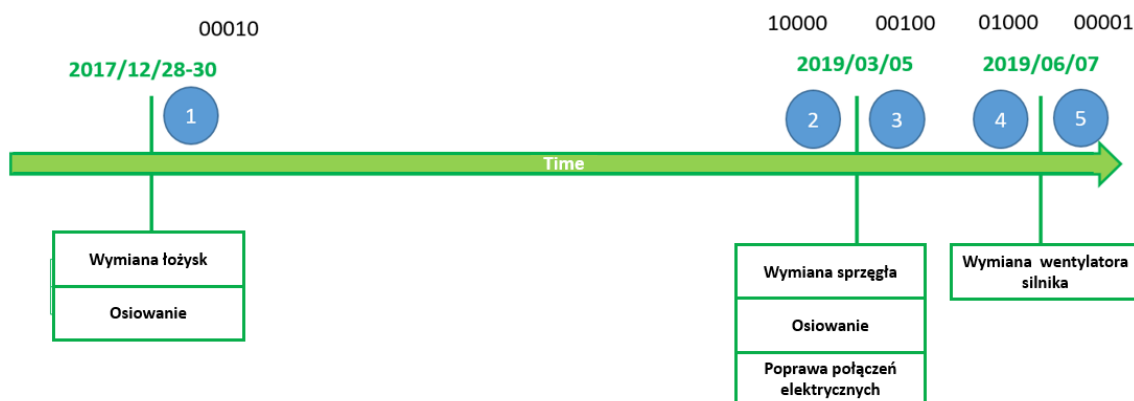 00010
10000
00100
01000
00001
2017/12/28-30
2019/03/05
2019/06/07
1
2
3
4
5
Time
Wymiana łożysk
Osiowanie
Wymiana sprzęgła
Osiowanie
Poprawa połączeń
elektrycznych
Wymiana wentylatora
silnika